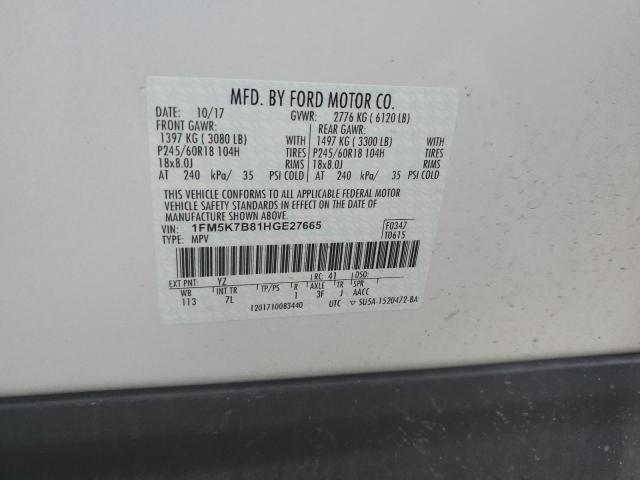 MFD. BY FORD MOTOR CO.
DATE: 10/17 GVWR: 2776 KG ( 6120 LB)
FRONT GAWR: REAR GAWR:
1397 KG ( 3080 LB) 1497 KG ( 3300 LB)
P245/60R18 104H TIRES P245/60R18 104H TIRES
18x8.0J RIMS 18x8.0J RIMS
AT 240 kPa/ 35 PSI COLD AT 240 kPa/ 35 PSI COLD
THIS VEHICLE CONFORMS TO ALL APPLICABLE FEDERAL MOTOR
VEHICLE SAFETY STANDARDS IN EFFECT ON THE DATE OF
MANUFACTURE SHOWN ABOVE.
VIN: 1FM5K7B81HGE27665 F0347
TYPE: MPV T0615
EXT PNT: YZ RC: 41 DSO:
WB INT TR TP/PS R AXLE TR SPR
113 7L 1 3F J AACC
1201710083440 UTC ▽ 5U5A-1520472-BA